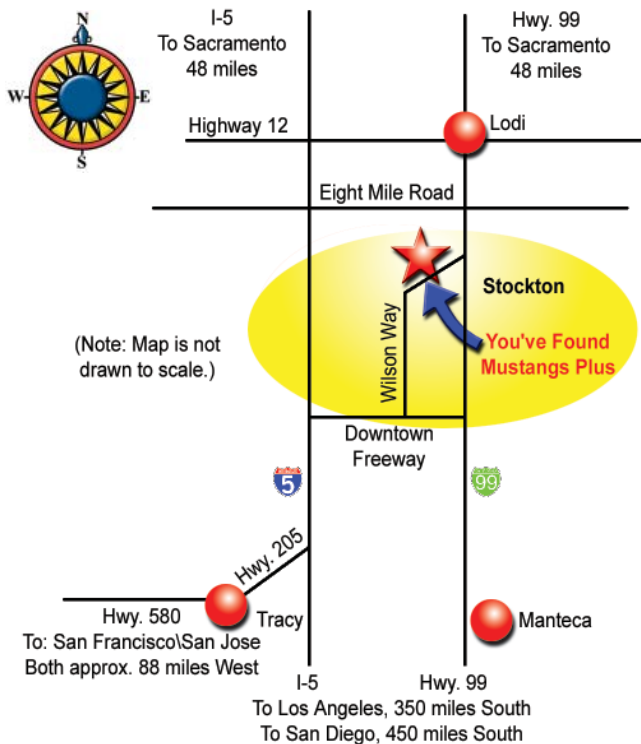 I-5
To Sacramento
48 miles
Hwy. 99
To Sacramento
48 miles
N
W
E
S
Highway 12
Lodi
Eight Mile Road
Stockton
Wilson Way
You've Found
Mustangs Plus
(Note: Map is not
drawn to scale.)
Downtown
Freeway
5
99
Hwy. 205
Hwy. 580
Tracy
Manteca
To: San Francisco\San Jose
Both approx. 88 miles West
I-5
Hwy. 99
To Los Angeles, 350 miles South
To San Diego, 450 miles South